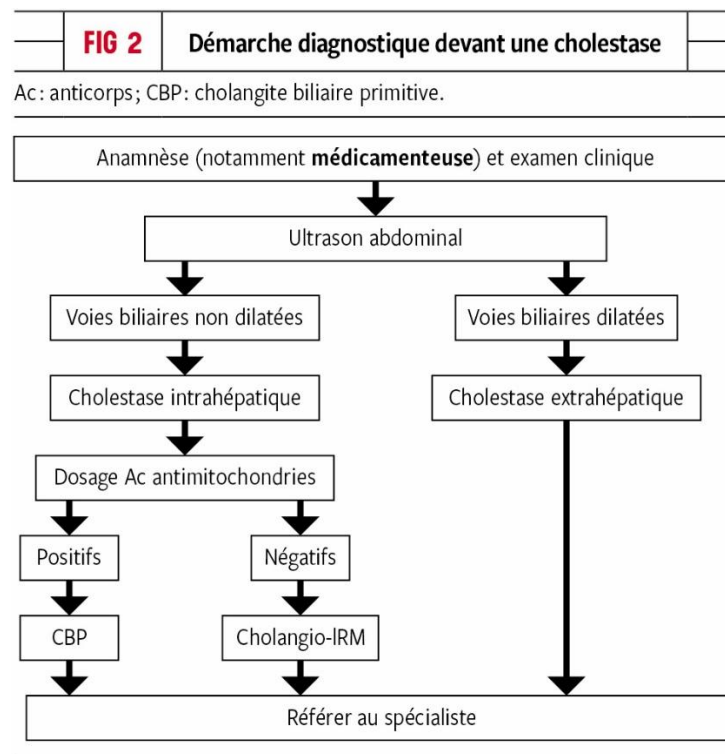 FIG 2
Démarche diagnostique devant une cholestase
Ac: anticorps; CBP: cholangite biliaire primitive.
Anamnèse (notamment médicamenteuse) et examen clinique
Ultrason abdominal
Voies biliaires non dilatées
Voies biliaires dilatées
Cholestase intrahépatique
Cholestase extrahépatique
Dosage Ac antimitochondries
Positifs
Négatifs
CBP
Cholangio-IRM
Référer au spécialiste